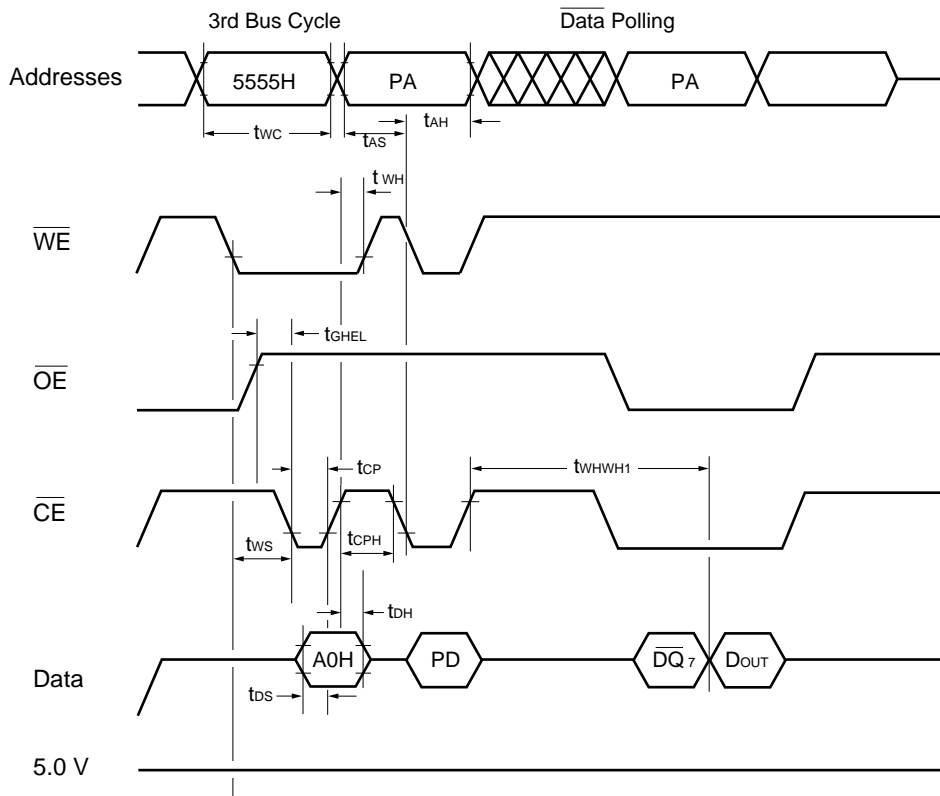 3rd Bus Cycle
Data Polling
Addresses
5555H
PA
PA
tWC
tAS
tAH
tWH
WE
tGHEL
OE
tCP
tWHWH1
CE
tWS
tCPH
tDH
A0H
PD
DQ7
DOUT
Data
tDS
5.0 V